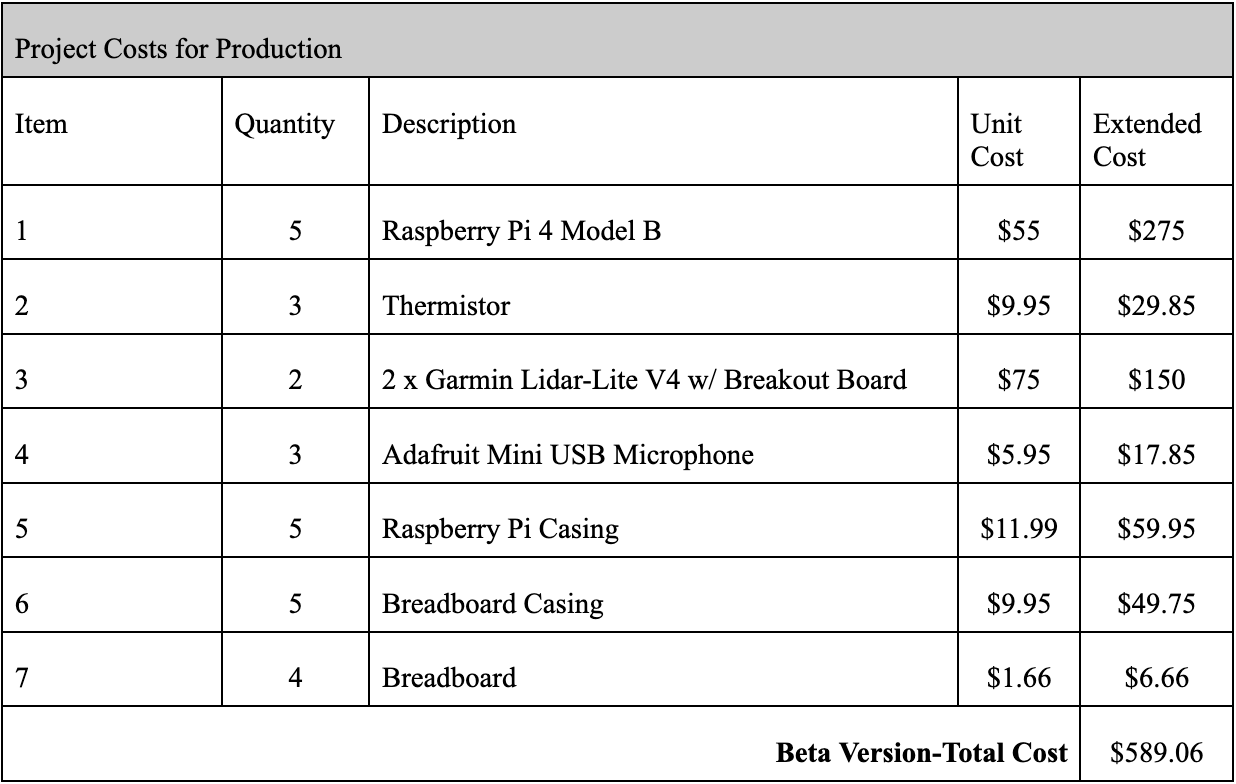 Project Costs for Production
Item Quantity Description Unit Cost Extended Cost
1 5 Raspberry Pi 4 Model B $55 $275
2 3 Thermistor $9.95 $29.85
3 2 2 x Garmin Lidar-Lite V4 w/ Breakout Board $75 $150
4 3 Adafruit Mini USB Microphone $5.95 $17.85
5 5 Raspberry Pi Casing $11.99 $59.95
6 5 Breadboard Casing $9.95 $49.75
7 4 Breadboard $1.66 $6.66
Beta Version-Total Cost $589.06